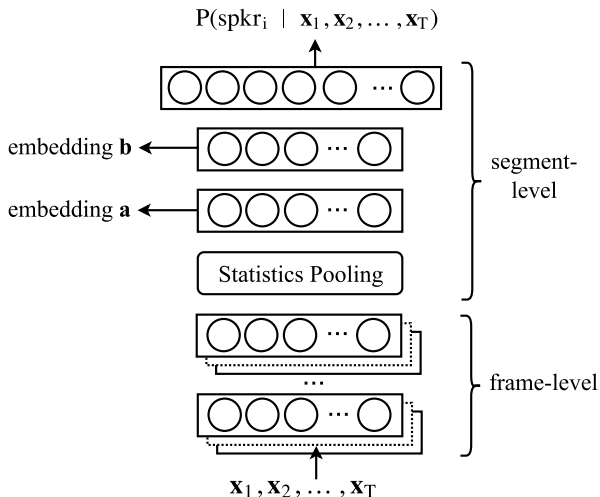 P(spkr_i | x_1, x_2, ..., x_T)
...
embedding b
...
segment-level
embedding a
...
Statistics Pooling
...
...
frame-level
...
x_1, x_2, ..., x_T